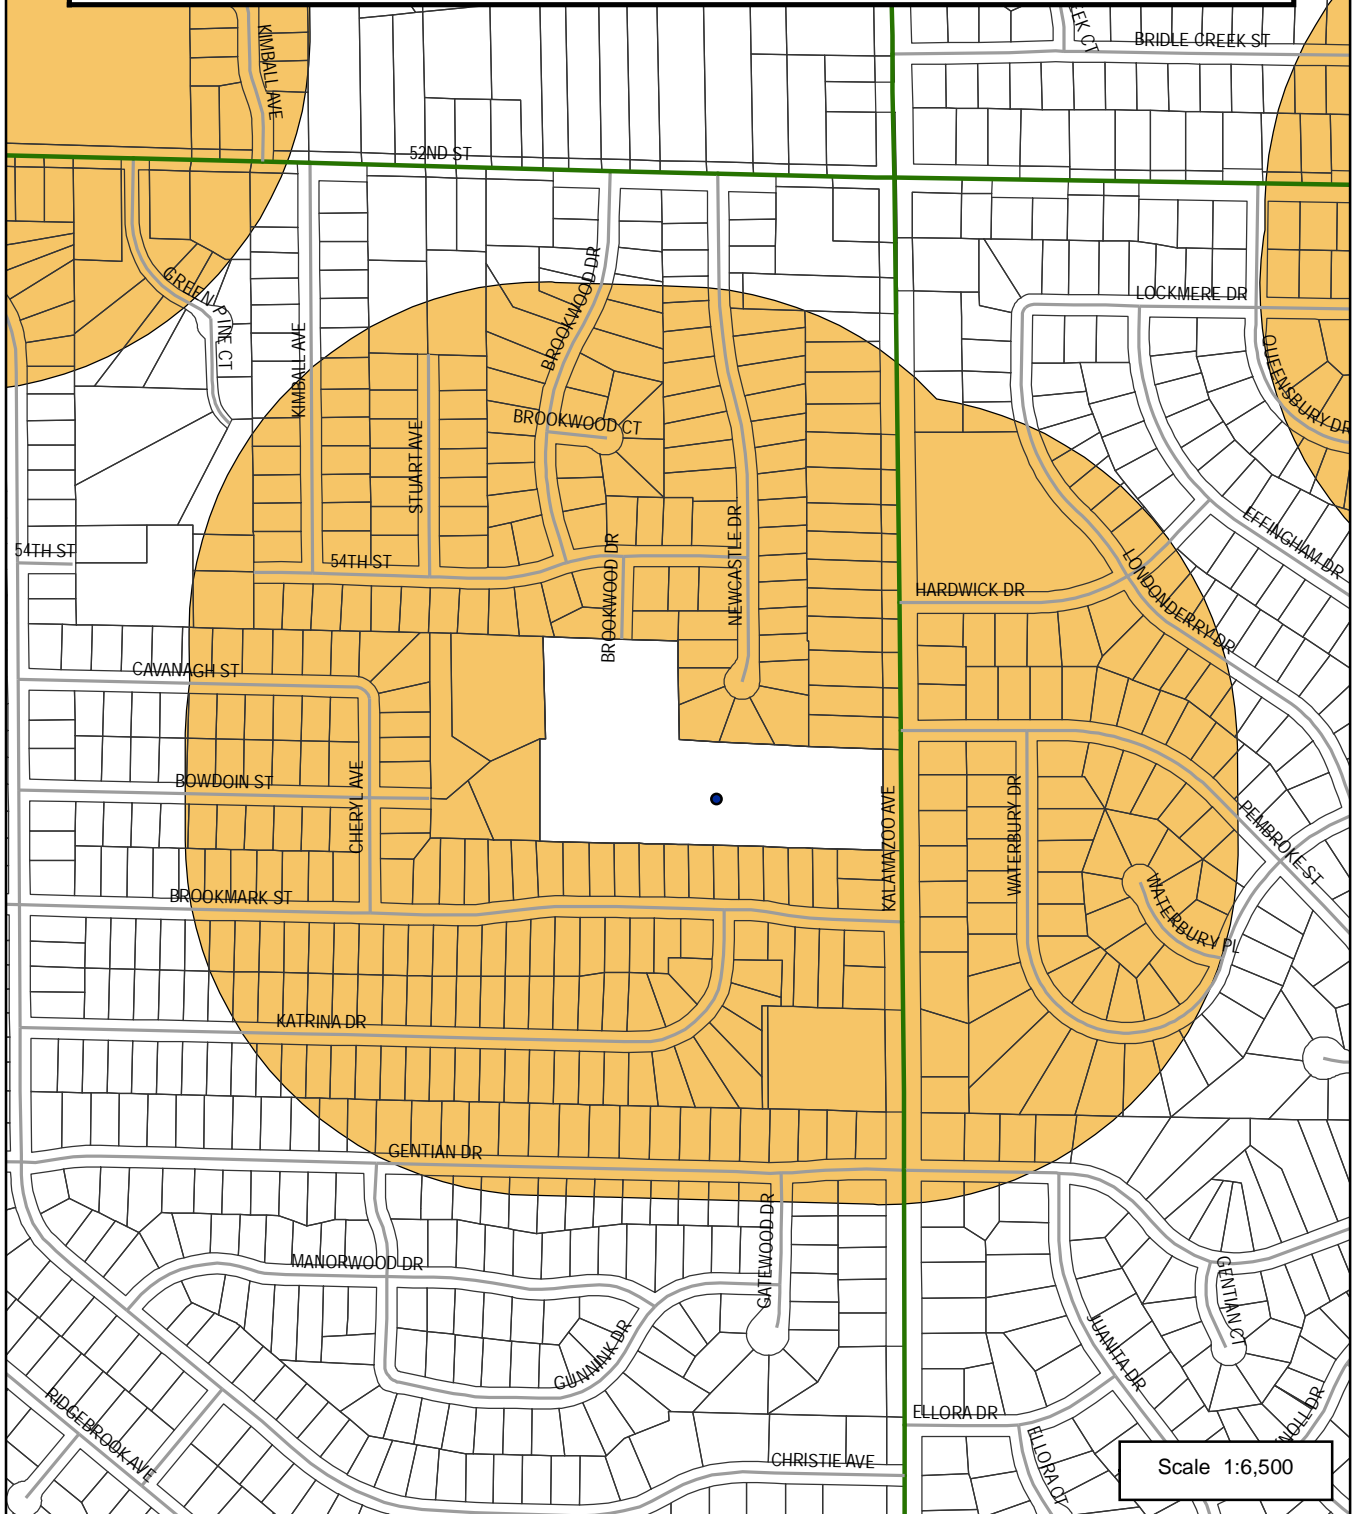 KIMBALL AVE
EEK CT
BRIDLE CREEK ST
52ND ST
GREEN PINE CT
KIMBALL AVE
BROOKWOOD DR
LOCKMERE DR
QUEENSBURY DR
BROOKWOOD CT
STUART AVE
NEWCASTLE DR
EFFINGHAM DR
54TH ST
54TH ST
BROOKWOOD DR
HARDWICK DR
LONDONDERRY DR
CAVANAGH ST
BOWDOIN ST
CHERYL AVE
KALAMAZOO AVE
WATERBURY DR
PEMBROKE ST
BROOKMARK ST
WATERBURY PL
KATRINA DR
GENTIAN DR
GATEWOOD DR
MANORWOOD DR
GENTIAN CT
GUNNINK DR
JUANITA DR
RIDGEBROOK AVE
ELLORA DR
NOLL DR
ELLORA CT
CHRISTIE AVE
Scale 1:6,500